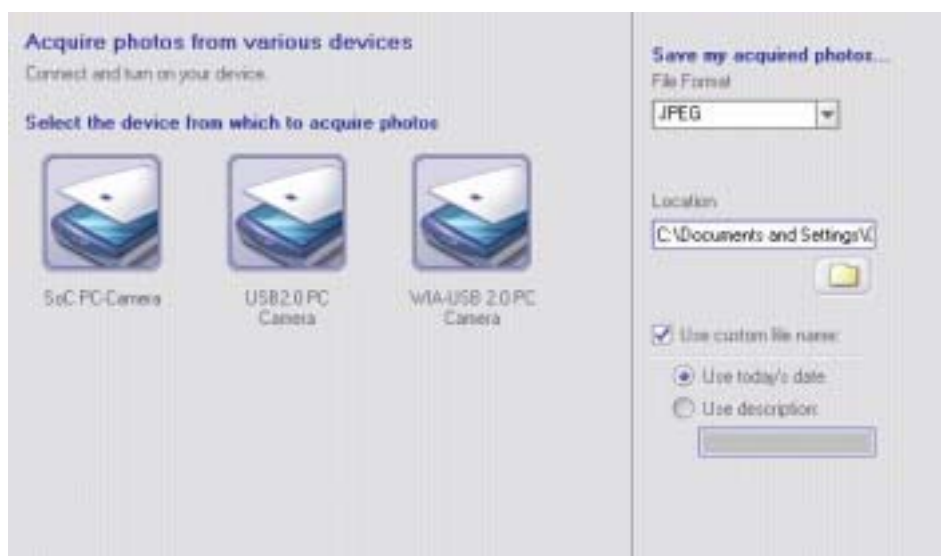 Acquire photos from various devices
Connect and turn on your device.
Select the device from which to acquire photos
SoC PC-Camera
USB2.0 PC
Camera
WIA-USB 2.0 PC
Camera
Save my acquired photos...
File Format
JPEG
Location
C:\Documents and Settings\
Use custom file name:
Use today's date
Use description: